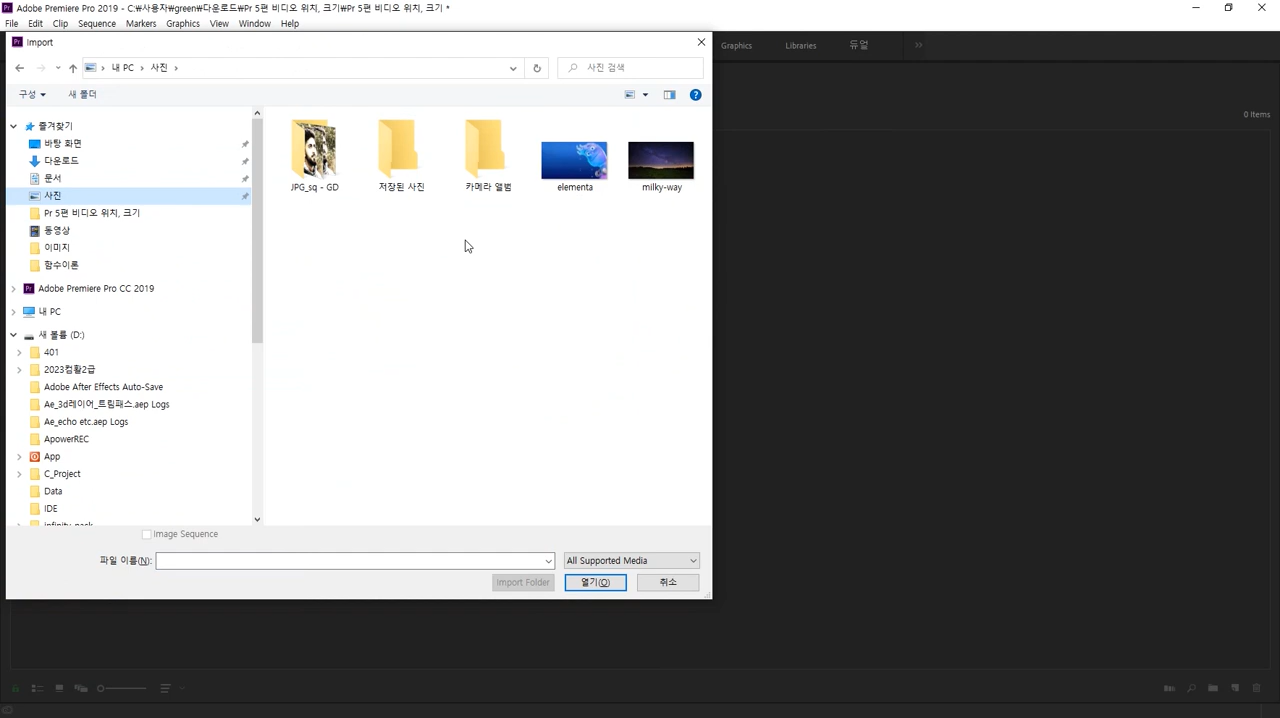 Adobe Premiere Pro 2019 - C:₩사용자₩green₩다운로드₩Pr 5편 비디오 위치, 크기₩Pr 5편 비디오 위치, 크기 *
File Edit Clip Sequence Markers Graphics View Window Help
Import
Graphics Libraries 듀얼
내 PC 사진
사진 검색
구성 새 폴더
0 Items
즐겨찾기
바탕 화면
다운로드
문서
사진
Pr 5편 비디오 위치, 크기
동영상
이미지
함수이론
Adobe Premiere Pro CC 2019
내 PC
새 볼륨 (D:)
401
2023컴활2급
Adobe After Effects Auto-Save
Ae_3d레이어_트림패스.aep Logs
Ae_echo etc.aep Logs
ApowerREC
App
C_Project
Data
IDE
infinity pack
JPG_sq - GD
저장된 사진
카메라 앨범
elementa
milky-way
Image Sequence
파일 이름(N):
All Supported Media
Import Folder
열기(O)
취소